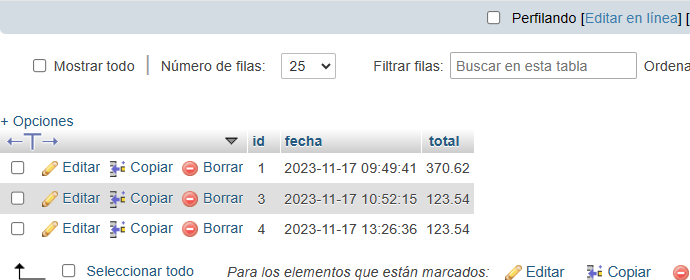 Perfilando [Editar en línea] [
Mostrar todo | Número de filas: 25 Filtrar filas: Buscar en esta tabla Ordena
+ Opciones
←T→ id fecha total
Editar Copiar Borrar 1 2023-11-17 09:49:41 370.62
Editar Copiar Borrar 3 2023-11-17 10:52:15 123.54
Editar Copiar Borrar 4 2023-11-17 13:26:36 123.54
Seleccionar todo Para los elementos que están marcados: Editar Copiar